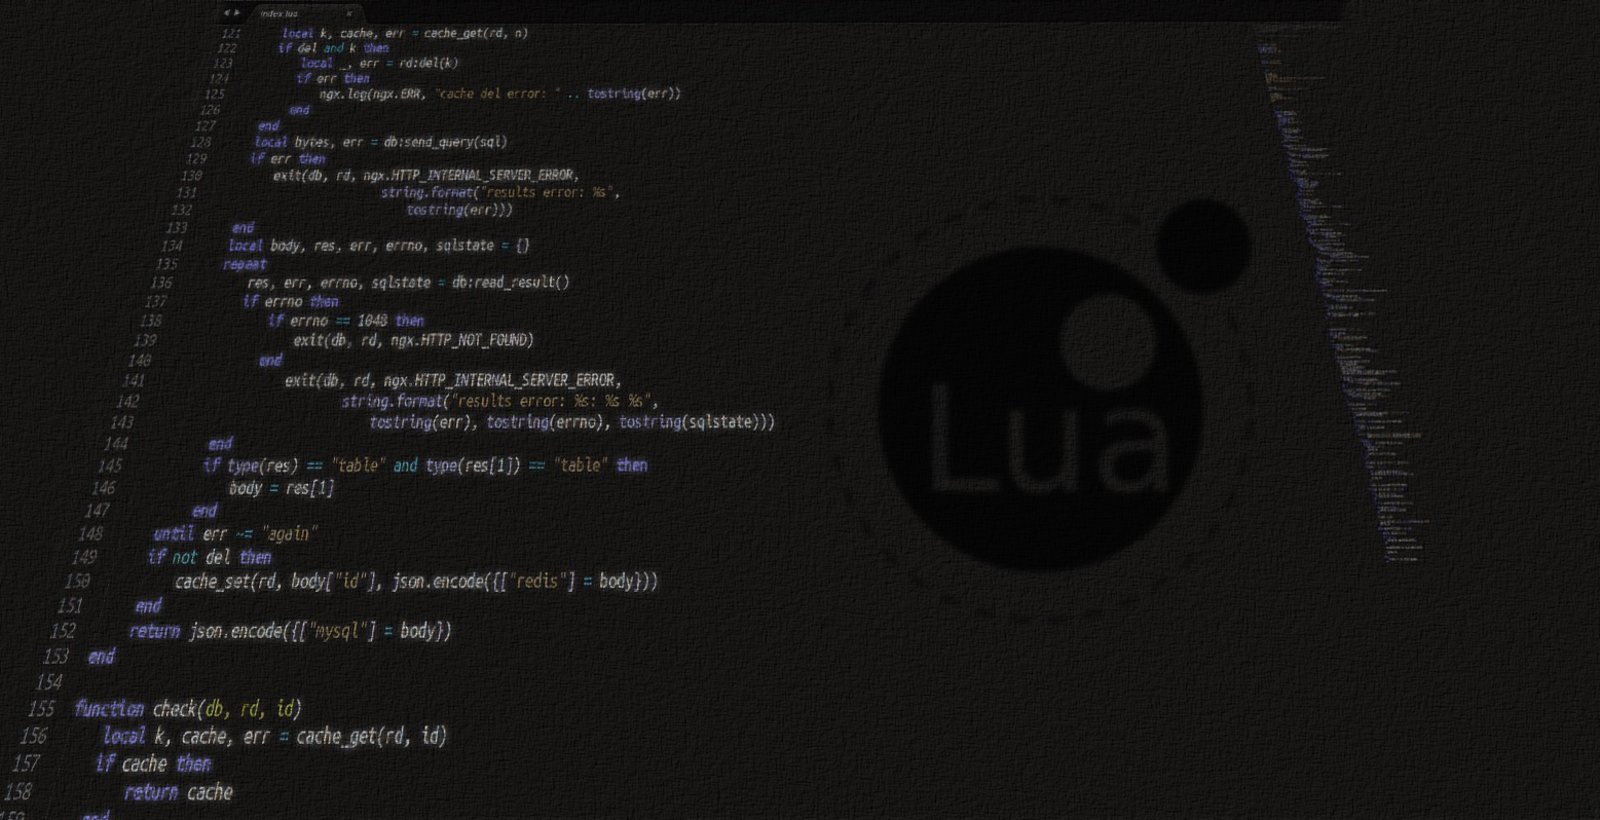 index.lua
121 local k, cache, err = cache_get(rd, n)
122 if del and k then
123 local _, err = rd:del(k)
124 if err then
125 ngx.log(ngx.ERR, "cache del error: " .. tostring(err))
126 end
127 end
128 local bytes, err = db:send_query(sql)
129 if err then
130 exit(db, rd, ngx.HTTP_INTERNAL_SERVER_ERROR,
131 string.format("results error: %s",
132 tostring(err)))
133 end
134 local body, res, err, errno, sqlstate = {}
135 repeat
136 res, err, errno, sqlstate = db:read_result()
137 if errno then
138 if errno == 1048 then
139 exit(db, rd, ngx.HTTP_NOT_FOUND)
140 end
141 exit(db, rd, ngx.HTTP_INTERNAL_SERVER_ERROR,
142 string.format("results error: %s: %s %s",
143 tostring(err), tostring(errno), tostring(sqlstate)))
144 end
145 if type(res) == "table" and type(res[1]) == "table" then
146 body = res[1]
147 end
148 until err ~= "again"
149 if not del then
150 cache_set(rd, body["id"], json.encode({["redis"] = body}))
151 end
152 return json.encode({["mysql"] = body})
153 end
154
155 function check(db, rd, id)
156 local k, cache, err = cache_get(rd, id)
157 if cache then
158 return cache
159 end
Lua